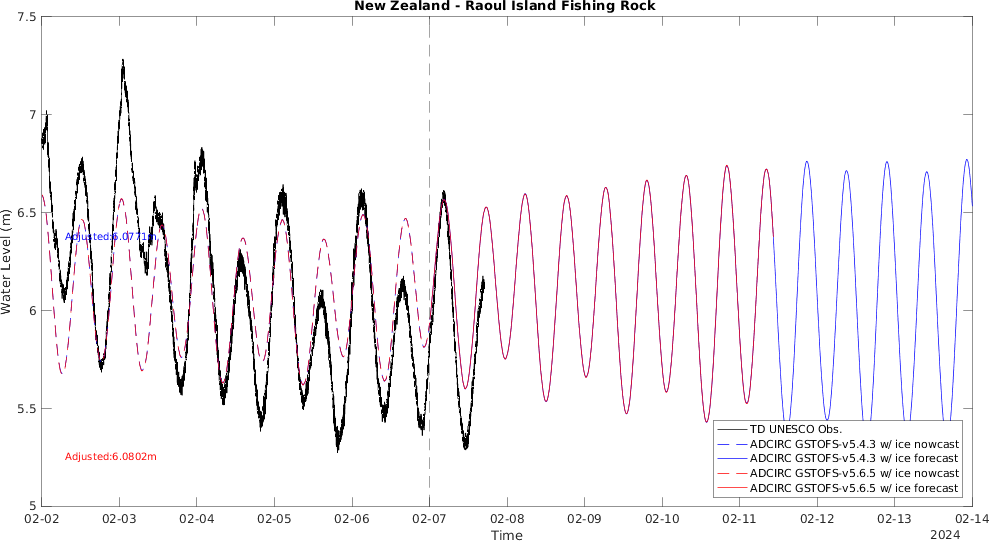 New Zealand - Raoul Island Fishing Rock
Water Level (m)
7.5
7
6.5
6
5.5
5
Adjusted:6.0771m
Adjusted:6.0802m
TD UNESCO Obs.
ADCIRC GSTOFS-v5.4.3 w/ ice nowcast
ADCIRC GSTOFS-v5.4.3 w/ ice forecast
ADCIRC GSTOFS-v5.6.5 w/ ice nowcast
ADCIRC GSTOFS-v5.6.5 w/ ice forecast
02-02 02-03 02-04 02-05 02-06 02-07 02-08 02-09 02-10 02-11 02-12 02-13 02-14
Time
2024